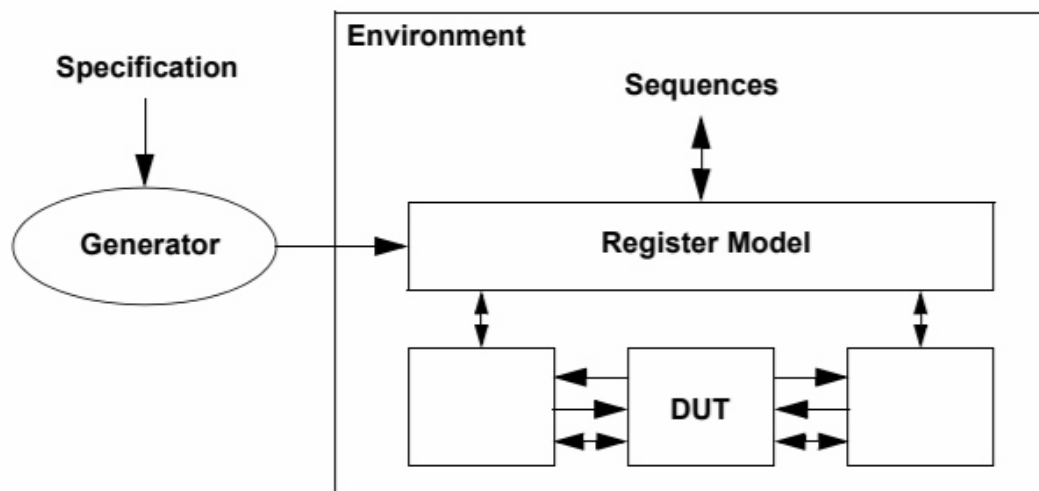 Environment
Specification
Sequences
Generator
Register Model
DUT